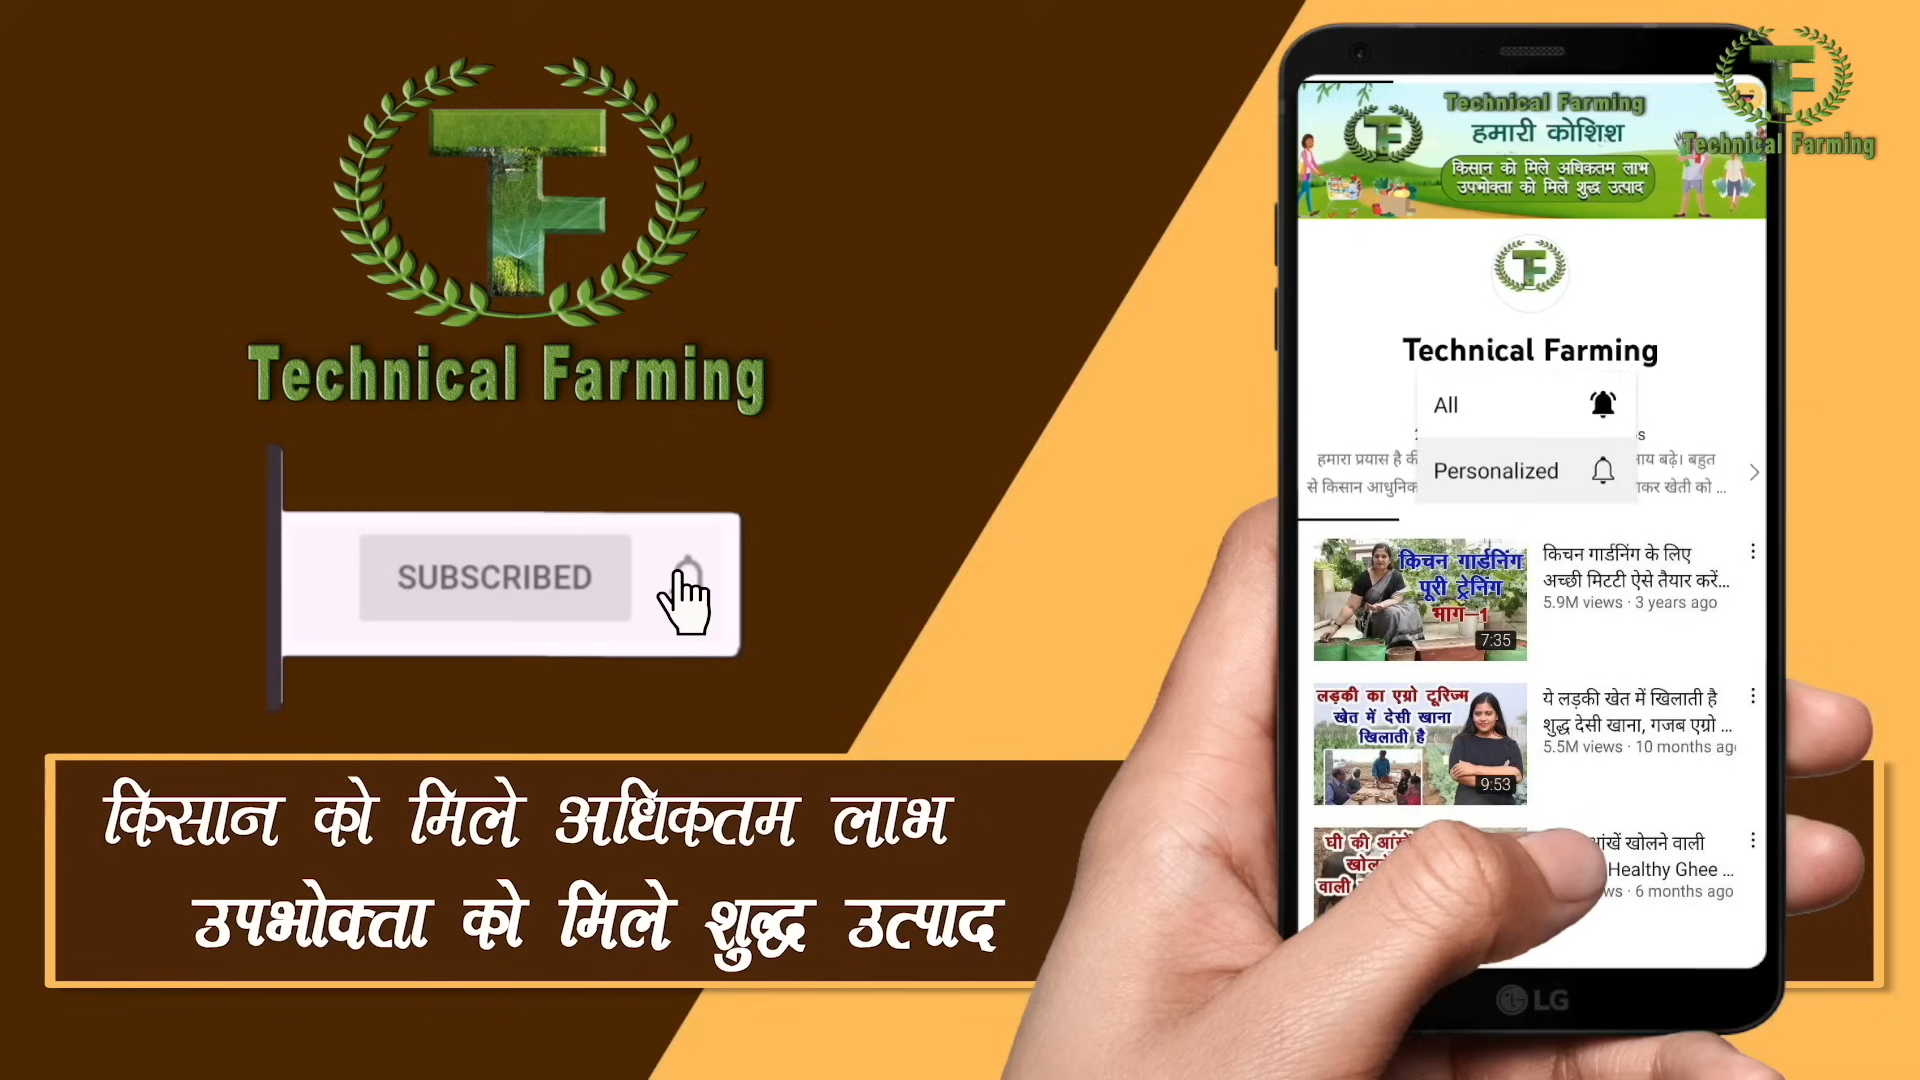 Technical Farming
SUBSCRIBED
किसान को मिले अधिकतम लाभ
उपभोक्ता को मिले शुद्ध उत्पाद
Technical Farming
Technical Farming
हमारी कोशिश
किसान को मिले अधिकतम लाभ
उपभोक्ता को मिले शुद्ध उत्पाद
Technical Farming
All
Personalized
हमारा प्रयास है
ाय बढ़े। बहुत
से किसान आधुनिक
कर खेती को ...
किचन गार्डनिंग
पूरी ट्रेनिंग
भाग-1
7:35
किचन गार्डनिंग के लिए
अच्छी मिटटी ऐसे तैयार करें...
5.9M views · 3 years ago
लड़की का एग्रो टूरिज्म
खेत में देसी खाना
खिलाती है
9:53
ये लड़की खेत में खिलाती है
शुद्ध देसी खाना, गजब एग्रो ...
5.5M views · 10 months ag
घी की
वाली
आंखें खोलने वाली
Healthy Ghee ...
ws · 6 months ago
LG